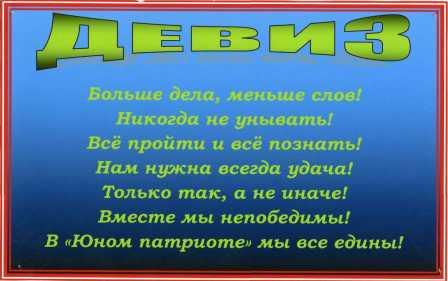 Девиз
Больше дела, меньше слов!
Никогда не унывать!
Всё пройти и всё познать!
Нам нужна всегда удача!
Только так, а не иначе!
Вместе мы непобедимы!
В «Юном патриоте» мы все едины!